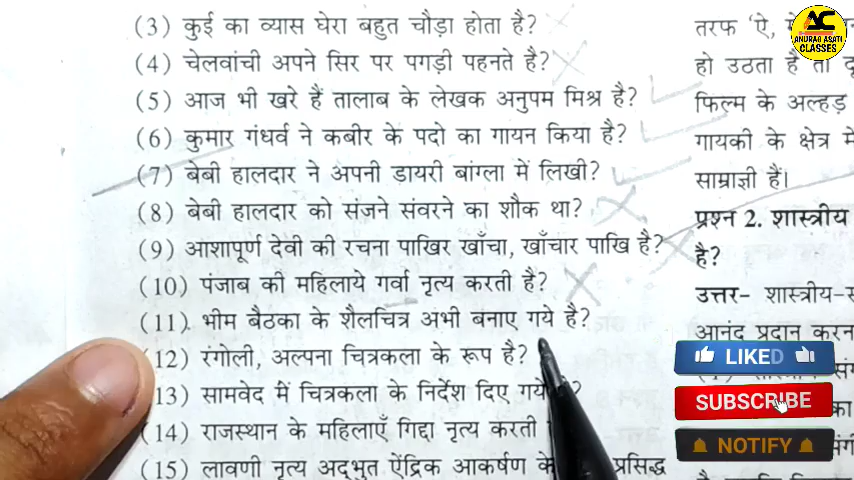 (3) कुई का व्यास घेरा बहुत चौड़ा होता है?
(4) चेलवांची अपने सिर पर पगड़ी पहनते है?
(5) आज भी खरे हैं तालाब के लेखक अनुपम मिश्र है?
(6) कुमार गंधर्व ने कबीर के पदो का गायन किया है?
(7) बेबी हालदार ने अपनी डायरी बांग्ला में लिखी?
(8) बेबी हालदार को संजने संवरने का शौक था?
(9) आशापूर्ण देवी की रचना पाखिर खाँचा, खाँचार पाखि है?
(10) पंजाब की महिलाये गर्वा नृत्य करती है?
(11) भीम बैठका के शैलचित्र अभी बनाए गये है?
(12) रंगोली, अल्पना चित्रकला के रूप है?
(13) सामवेद में चित्रकला के निर्देश दिए गये है?
(14) राजस्थान के महिलाएँ गिद्दा नृत्य करती
(15) लावणी नृत्य अद्भुत ऐंद्रिक आकर्षण के प्रसिद्ध
तरफ 'ऐ,
हो उठता है तो
फिल्म के अल्हड़
गायकी के क्षेत्र में
साम्राज्ञी हैं।
प्रश्न 2. शास्त्रीय
है?
उत्तर- शास्त्रीय-
आनंद प्रदान करन
AC
ANURAG ASATI
CLASSES
LIKED
SUBSCRIBE
NOTIFY